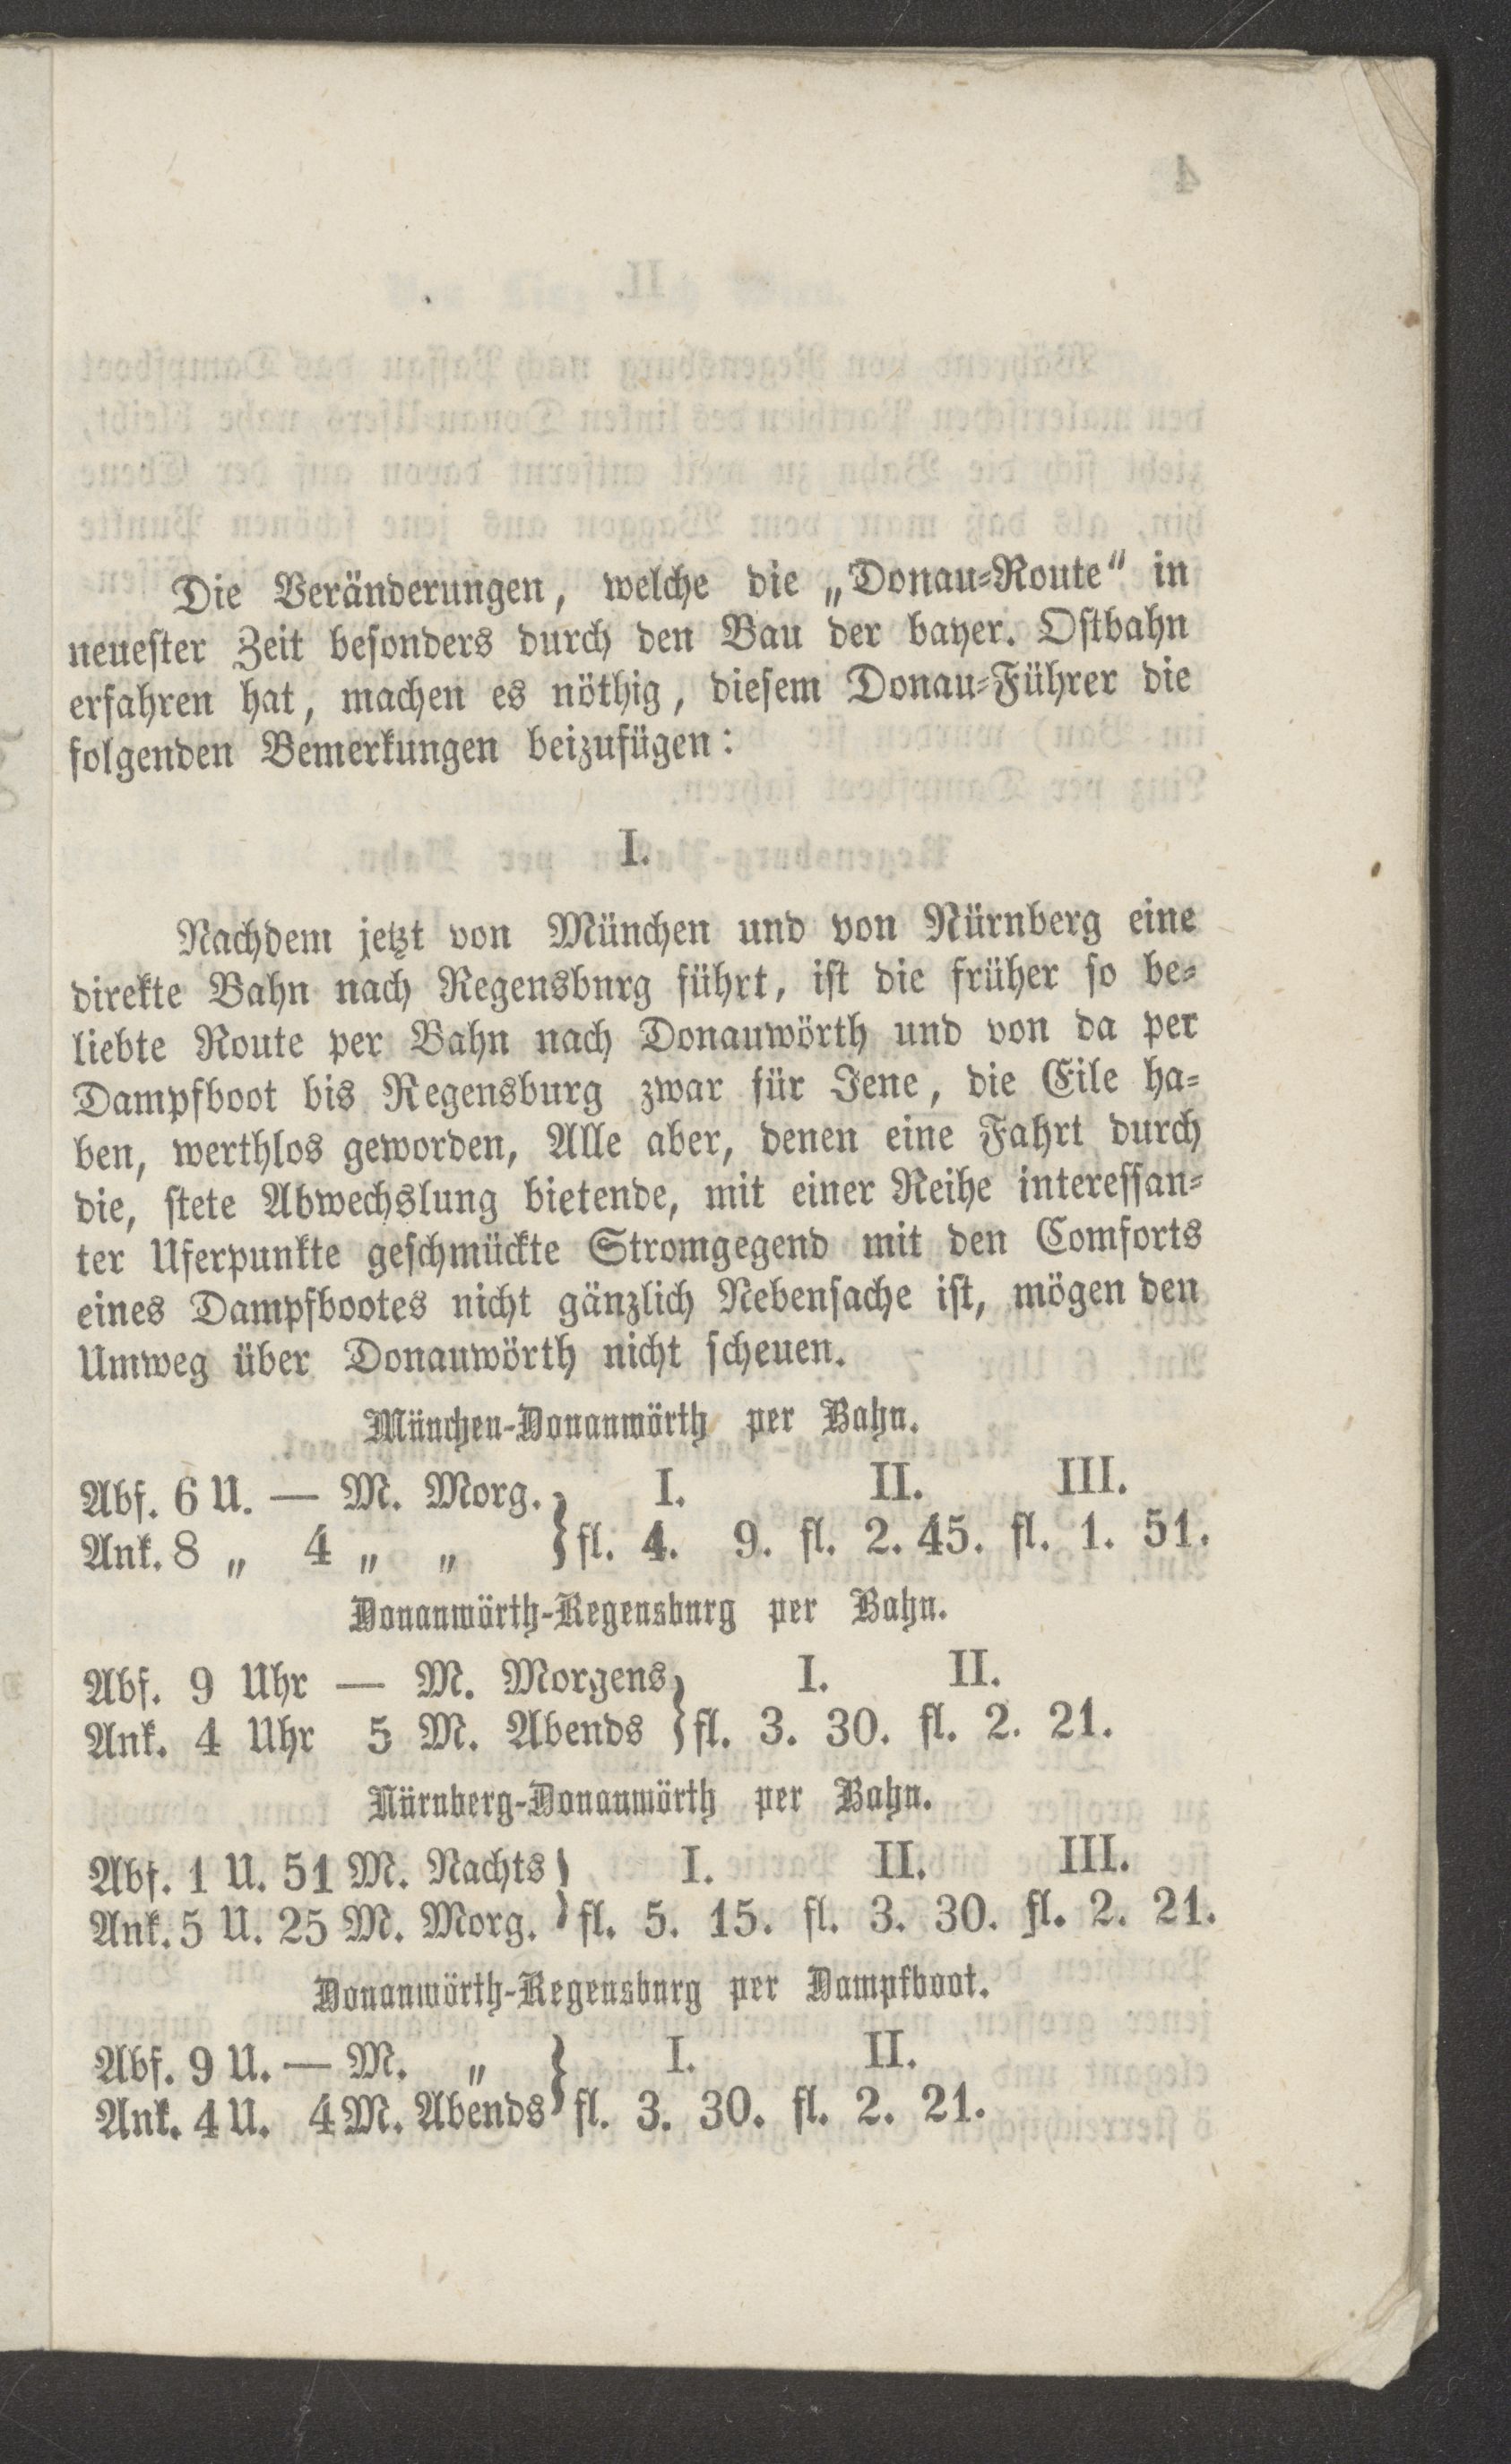 Die Veränderungen, welche die „Donau-Route“ in
neuester Zeit besonders durch den Bau der bayer. Ostbahn
erfahren hat, machen es nöthig, diesem Donau-Führer die
folgenden Bemerkungen beizufügen:
I.
Nachdem jetzt von München und von Nürnberg eine
direkte Bahn nach Regensbnrg führt, ist die früher so be-
liebte Route per Bahn nach Donauwörth und von da per
Dampfboot bis Regensburg zwar für Jene, die Eile ha-
ben, werthlos geworden, Alle aber, denen eine Fahrt durch
die, stete Abwechslung bietende, mit einer Reihe interessan-
ter Uferpunkte geschmückte Stromgegend mit den Comforts
eines Dampfbootes nicht gänzlich Nebensache ist, mögen den
Umweg über Donauwörth nicht scheuen.
München-Donauwörth per Bahn.
Abf. 6 U. — M. Morg. I. II. III.
Ank. 8 „ 4 „ „ } fl. 4. 9. fl. 2. 45. fl. 1. 51.
Donauwörth-Regensburg per Bahn.
Abf. 9 Uhr — M. Morgens I. II.
Ank. 4 Uhr 5 M. Abends } fl. 3. 30. fl. 2. 21.
Nürnberg-Donauwörth per Bahn.
Abf. 1 U. 51 M. Nachts I. II. III.
Ank. 5 U. 25 M. Morg. } fl. 5. 15. fl. 3. 30. fl. 2. 21.
Donauwörth-Regensburg per Dampfboot.
Abf. 9 U. — M. „ I. II.
Ank. 4 U. 4 M. Abends } fl. 3. 30. fl. 2. 21.